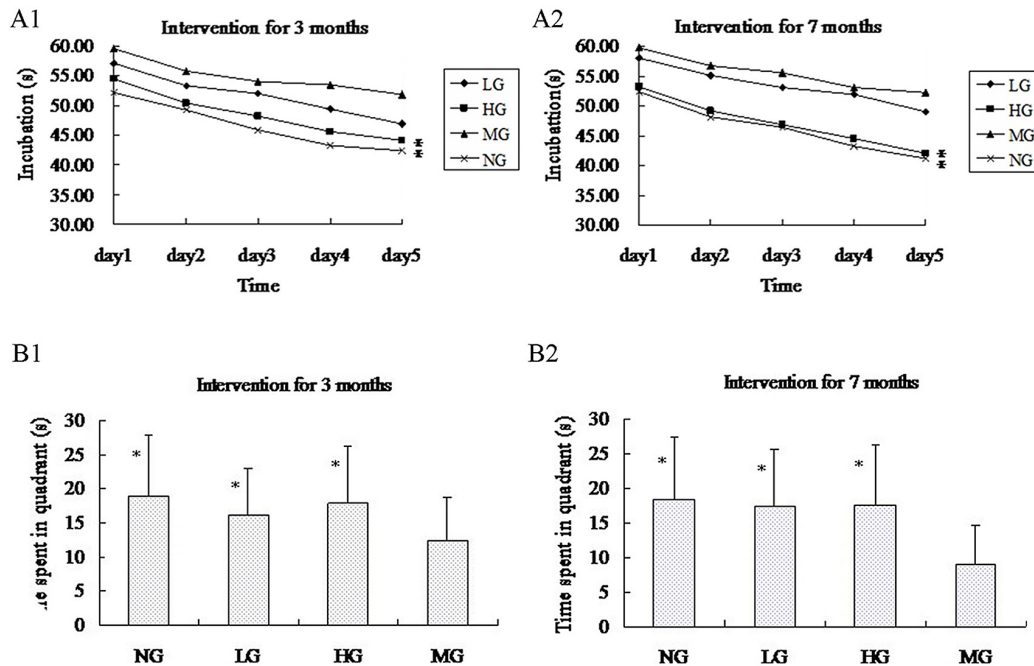 A1
Intervention for 3 months
Incubation (s)
60.00
55.00
50.00
45.00
40.00
35.00
30.00
day1 day2 day3 day4 day5
Time
LG
HG
MG
NG
*
*
A2
Intervention for 7 months
Incubation (s)
60.00
55.00
50.00
45.00
40.00
35.00
30.00
day1 day2 day3 day4 day5
Time
LG
HG
MG
NG
*
*
B1
Intervention for 3 months
spent in quadrant (s)
30
25
20
15
10
5
0
* * *
NG LG HG MG
B2
Intervention for 7 months
Time spent in quadrant (s)
30
25
20
15
10
5
0
* * *
NG LG HG MG